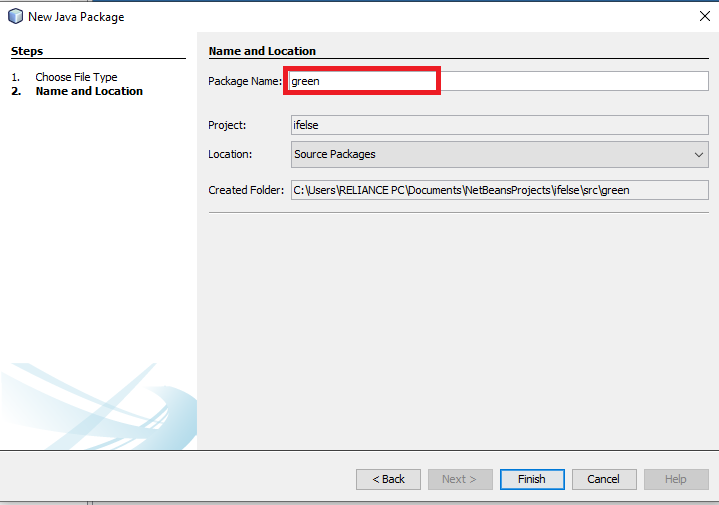 New Java Package
Steps
1. Choose File Type
2. Name and Location
Name and Location
Package Name: green
Project: ifelse
Location: Source Packages
Created Folder: C:\Users\RELIANCE PC\Documents\NetBeansProjects\ifelse\src\green
< Back Next > Finish Cancel Help